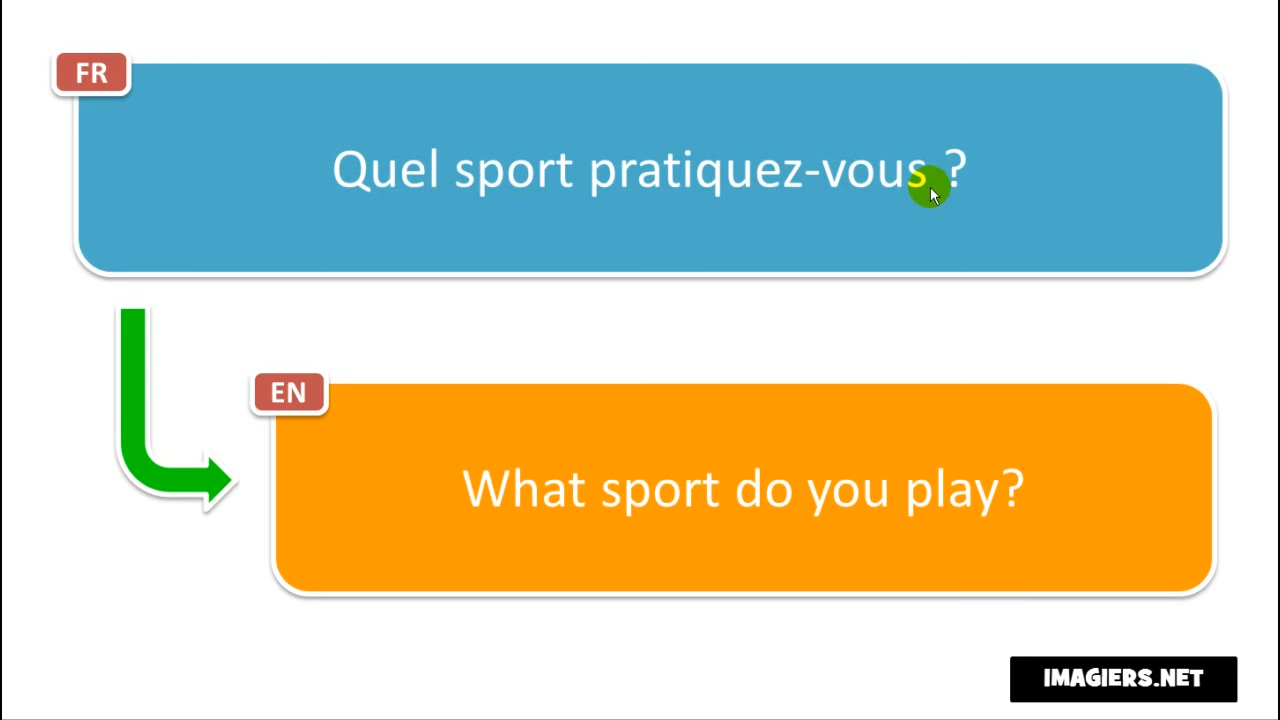 FR
Quel sport pratiquez-vous ?
EN
What sport do you play?
IMAGIERS.NET